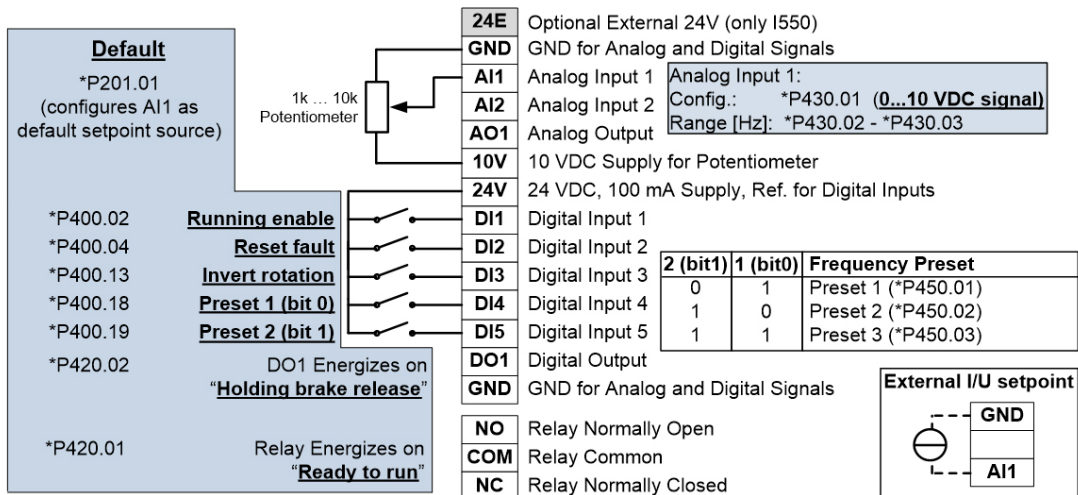 Default
*P201.01
(configures AI1 as
default setpoint source)
*P400.02 Running enable
*P400.04 Reset fault
*P400.13 Invert rotation
*P400.18 Preset 1 (bit 0)
*P400.19 Preset 2 (bit 1)
*P420.02 DO1 Energizes on
“Holding brake release”
*P420.01 Relay Energizes on
“Ready to run”
1k ... 10k
Potentiometer
24E Optional External 24V (only I550)
GND GND for Analog and Digital Signals
AI1 Analog Input 1
AI2 Analog Input 2
AO1 Analog Output
10V 10 VDC Supply for Potentiometer
24V 24 VDC, 100 mA Supply, Ref. for Digital Inputs
DI1 Digital Input 1
DI2 Digital Input 2
DI3 Digital Input 3
DI4 Digital Input 4
DI5 Digital Input 5
DO1 Digital Output
GND GND for Analog and Digital Signals
NO Relay Normally Open
COM Relay Common
NC Relay Normally Closed
Analog Input 1:
Config.: *P430.01 (0...10 VDC signal)
Range [Hz]: *P430.02 - *P430.03
2 (bit1) 1 (bit0) Frequency Preset
0 1 Preset 1 (*P450.01)
1 0 Preset 2 (*P450.02)
1 1 Preset 3 (*P450.03)
External I/U setpoint
GND
AI1